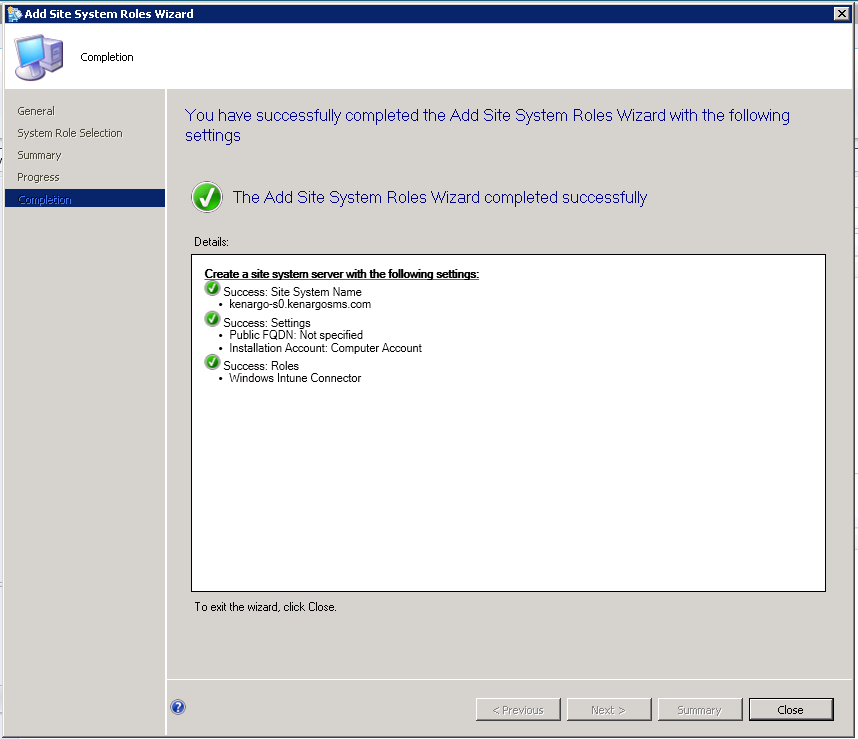 Add Site System Roles Wizard
Completion
General
System Role Selection
Summary
Progress
Completion
You have successfully completed the Add Site System Roles Wizard with the following
settings
The Add Site System Roles Wizard completed successfully
Details:
Create a site system server with the following settings:
Success: Site System Name
• kenargo-s0.kenargosms.com
Success: Settings
• Public FQDN: Not specified
• Installation Account: Computer Account
Success: Roles
• Windows Intune Connector
To exit the wizard, click Close.
< Previous
Next >
Summary
Close